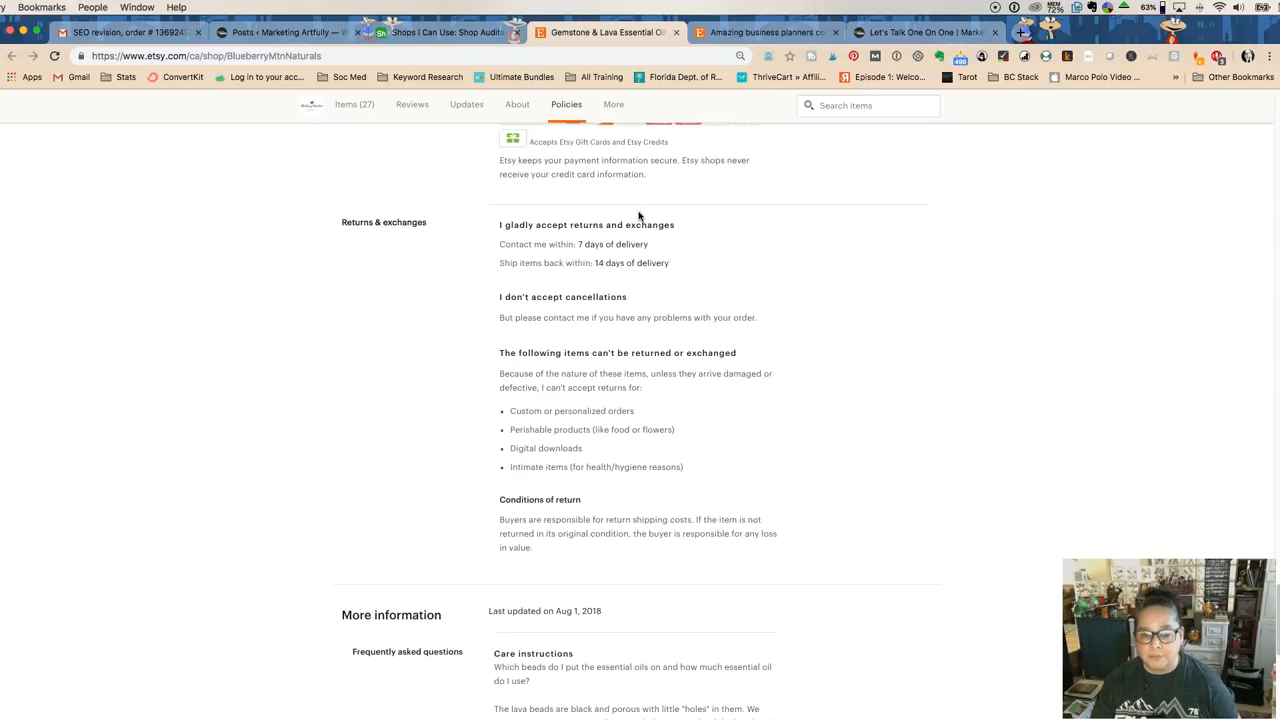 ry Bookmarks People Window Help
MEM 72% 63%
SEO revision, order # 136924
Posts ‹ Marketing Artfully —
Shops I Can Use: Shop Audits
Gemstone & Lava Essential Oil
Amazing business planners co
Let's Talk One On One | Marke
https://www.etsy.com/ca/shop/BlueberryMtnNaturals
Apps Gmail Stats ConvertKit Log in to your acc... Soc Med Keyword Research Ultimate Bundles All Training Florida Dept. of R... ThriveCart » Affili... Episode 1: Welco... Tarot BC Stack Marco Polo Video ... » Other Bookmarks
Items (27) Reviews Updates About Policies More Search items
Accepts Etsy Gift Cards and Etsy Credits
Etsy keeps your payment information secure. Etsy shops never
receive your credit card information.
Returns & exchanges
I gladly accept returns and exchanges
Contact me within: 7 days of delivery
Ship items back within: 14 days of delivery
I don't accept cancellations
But please contact me if you have any problems with your order.
The following items can't be returned or exchanged
Because of the nature of these items, unless they arrive damaged or
defective, I can't accept returns for:
• Custom or personalized orders
• Perishable products (like food or flowers)
• Digital downloads
• Intimate items (for health/hygiene reasons)
Conditions of return
Buyers are responsible for return shipping costs. If the item is not
returned in its original condition, the buyer is responsible for any loss
in value.
More information
Last updated on Aug 1, 2018
Frequently asked questions
Care instructions
Which beads do I put the essential oils on and how much essential oil
do I use?
The lava beads are black and porous with little "holes" in them. We